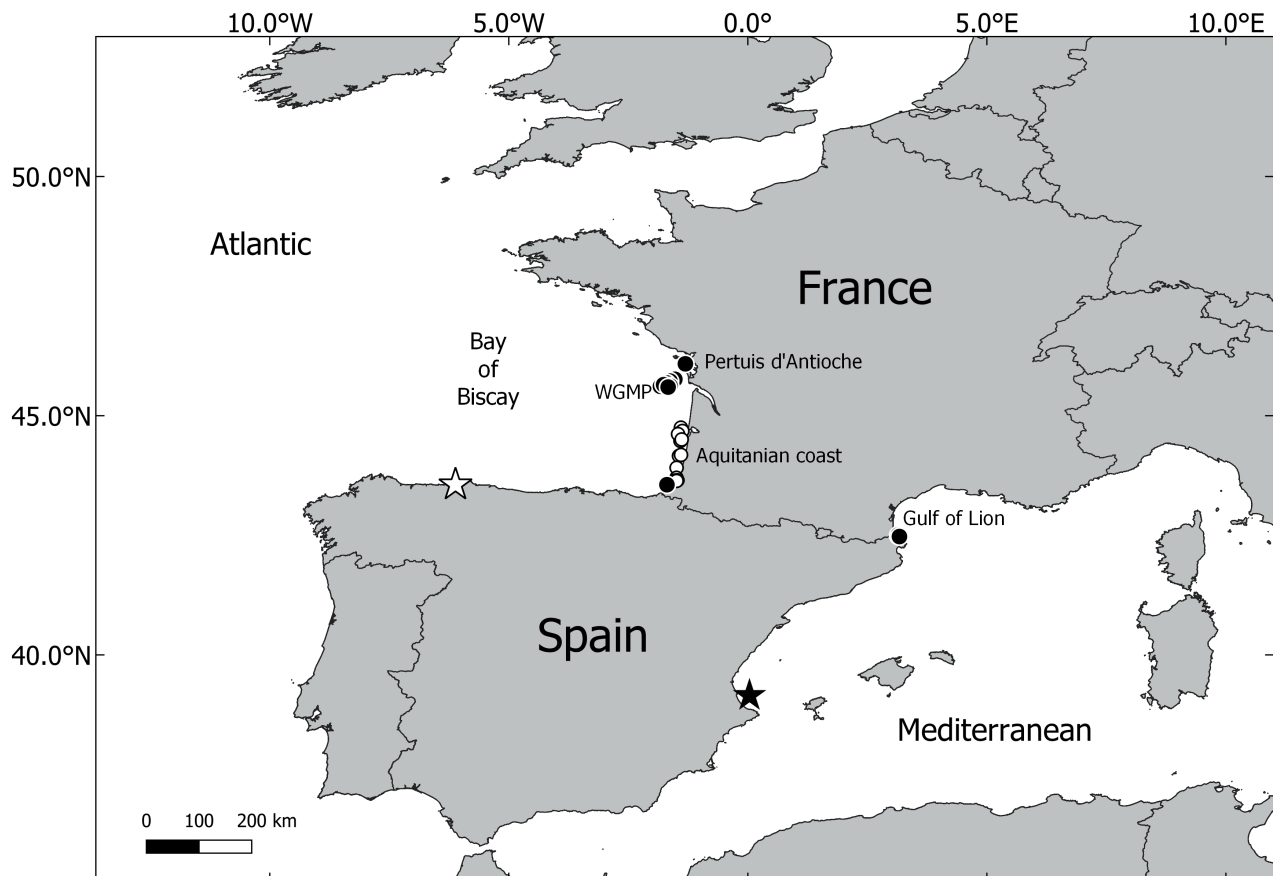 10.0°W 5.0°W 0.0° 5.0°E 10.0°E
50.0°N
Atlantic
France
Bay
of
Biscay
Pertuis d'Antioche
WGMP
45.0°N
Aquitanian coast
Gulf of Lion
Spain
40.0°N
Mediterranean
0 100 200 km